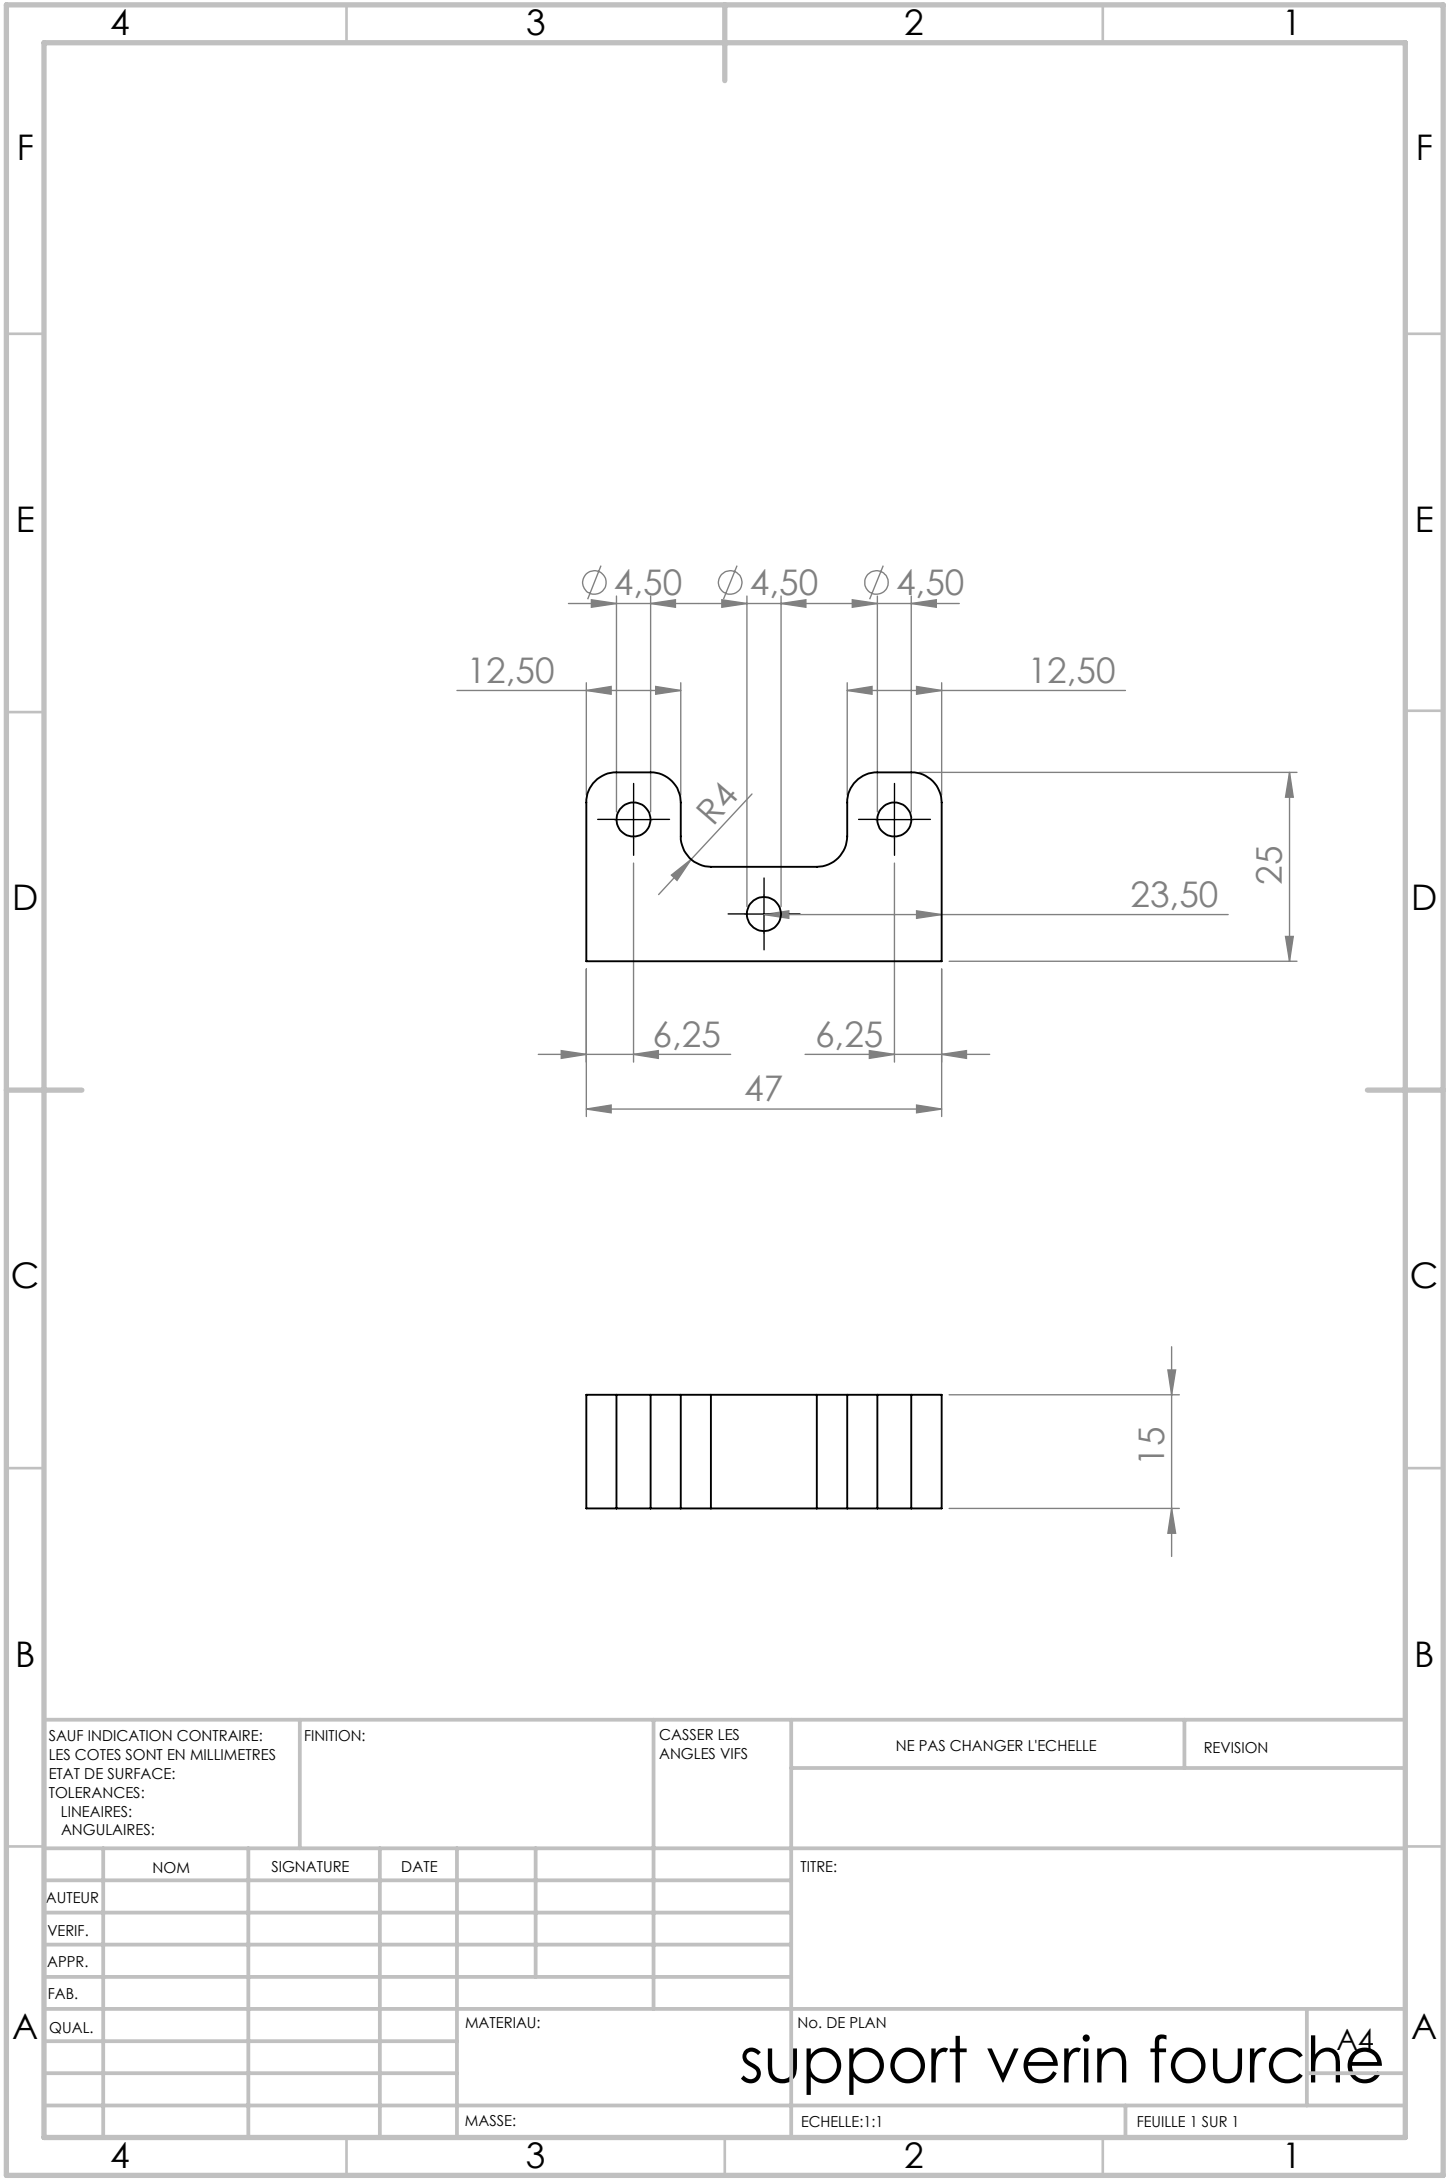 4 3 2 1
F F
E E
⌀ 4,50 ⌀ 4,50 ⌀ 4,50
12,50 12,50
R4
25
D 23,50 D
6,25 6,25
47
C C
15
B B
SAUF INDICATION CONTRAIRE:
LES COTES SONT EN MILLIMETRES
ETAT DE SURFACE:
TOLERANCES:
LINEAIRES:
ANGULAIRES:
FINITION:
CASSER LES
ANGLES VIFS
NE PAS CHANGER L'ECHELLE
REVISION
NOM SIGNATURE DATE
AUTEUR
VERIF.
APPR.
FAB.
QUAL.
TITRE:
MATERIAU:
No. DE PLAN
support verin fourche
A4
A A
MASSE:
ECHELLE:1:1
FEUILLE 1 SUR 1
4 3 2 1